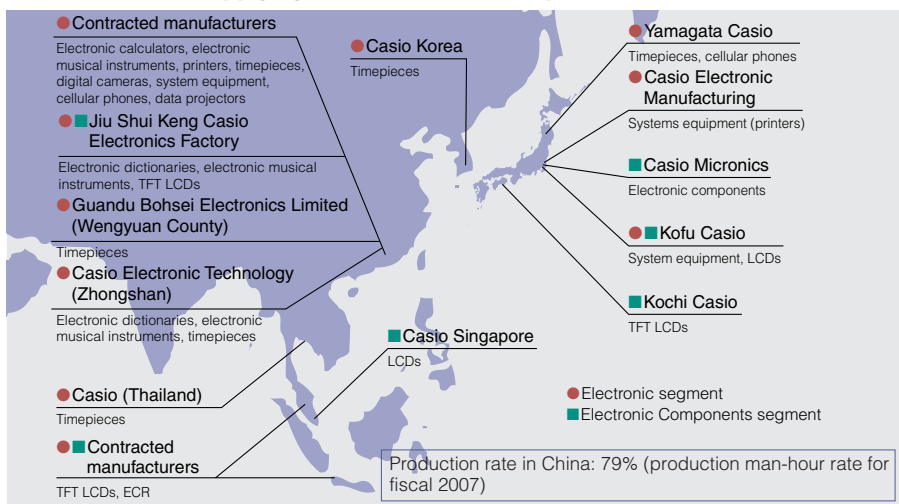 Contracted manufacturers
Electronic calculators, electronic
musical instruments, printers, timepieces,
digital cameras, system equipment,
cellular phones, data projectors
Jiu Shui Keng Casio
Electronics Factory
Electronic dictionaries, electronic musical
instruments, TFT LCDs
Guandu Bohsei Electronics Limited
(Wengyuan County)
Timepieces
Casio Electronic Technology
(Zhongshan)
Electronic dictionaries, electronic
musical instruments, timepieces
Casio (Thailand)
Timepieces
Contracted
manufacturers
TFT LCDs, ECR
Casio Korea
Timepieces
Casio Singapore
LCDs
Yamagata Casio
Timepieces, cellular phones
Casio Electronic
Manufacturing
Systems equipment (printers)
Casio Micronics
Electronic components
Kofu Casio
System equipment, LCDs
Kochi Casio
TFT LCDs
Electronic segment
Electronic Components segment
Production rate in China: 79% (production man-hour rate for
fiscal 2007)